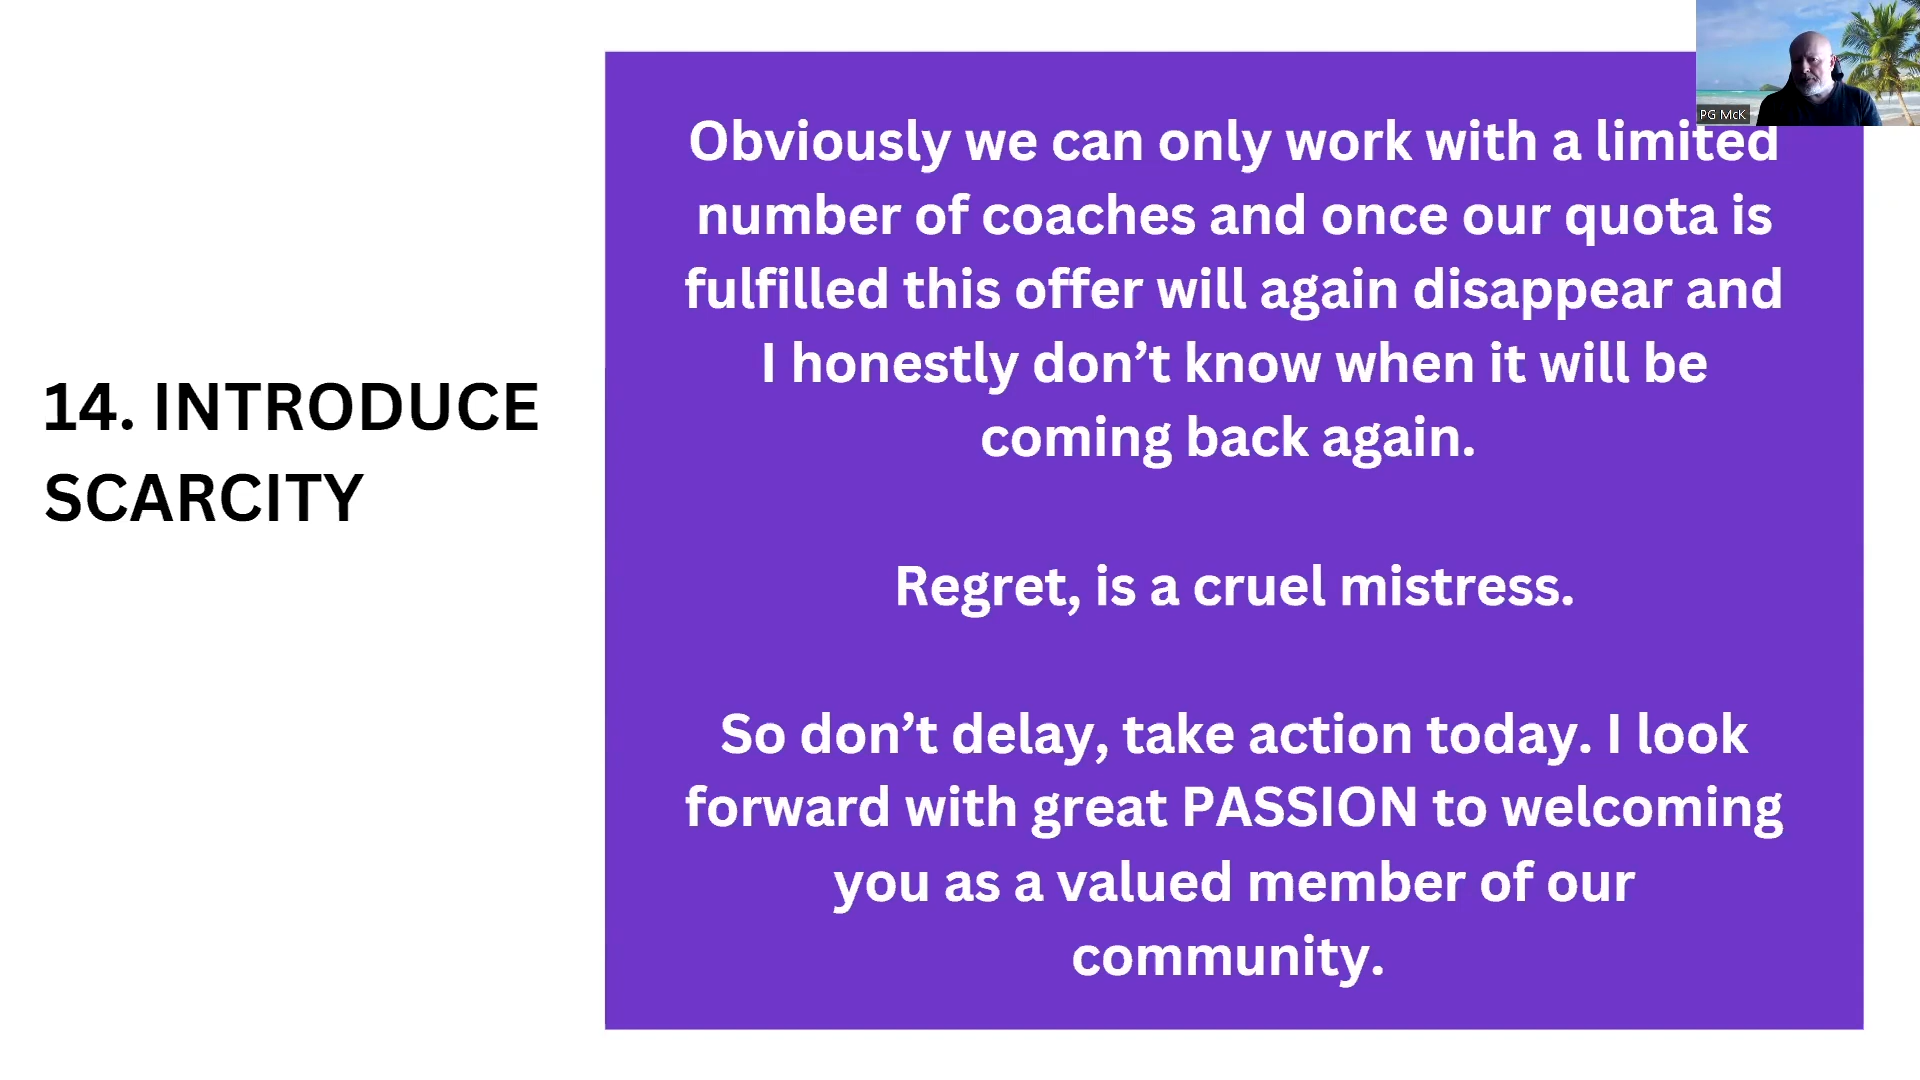 14. INTRODUCE
SCARCITY
Obviously we can only work with a limited
number of coaches and once our quota is
fulfilled this offer will again disappear and
I honestly don’t know when it will be
coming back again.
Regret, is a cruel mistress.
So don’t delay, take action today. I look
forward with great PASSION to welcoming
you as a valued member of our
community.
PG McK